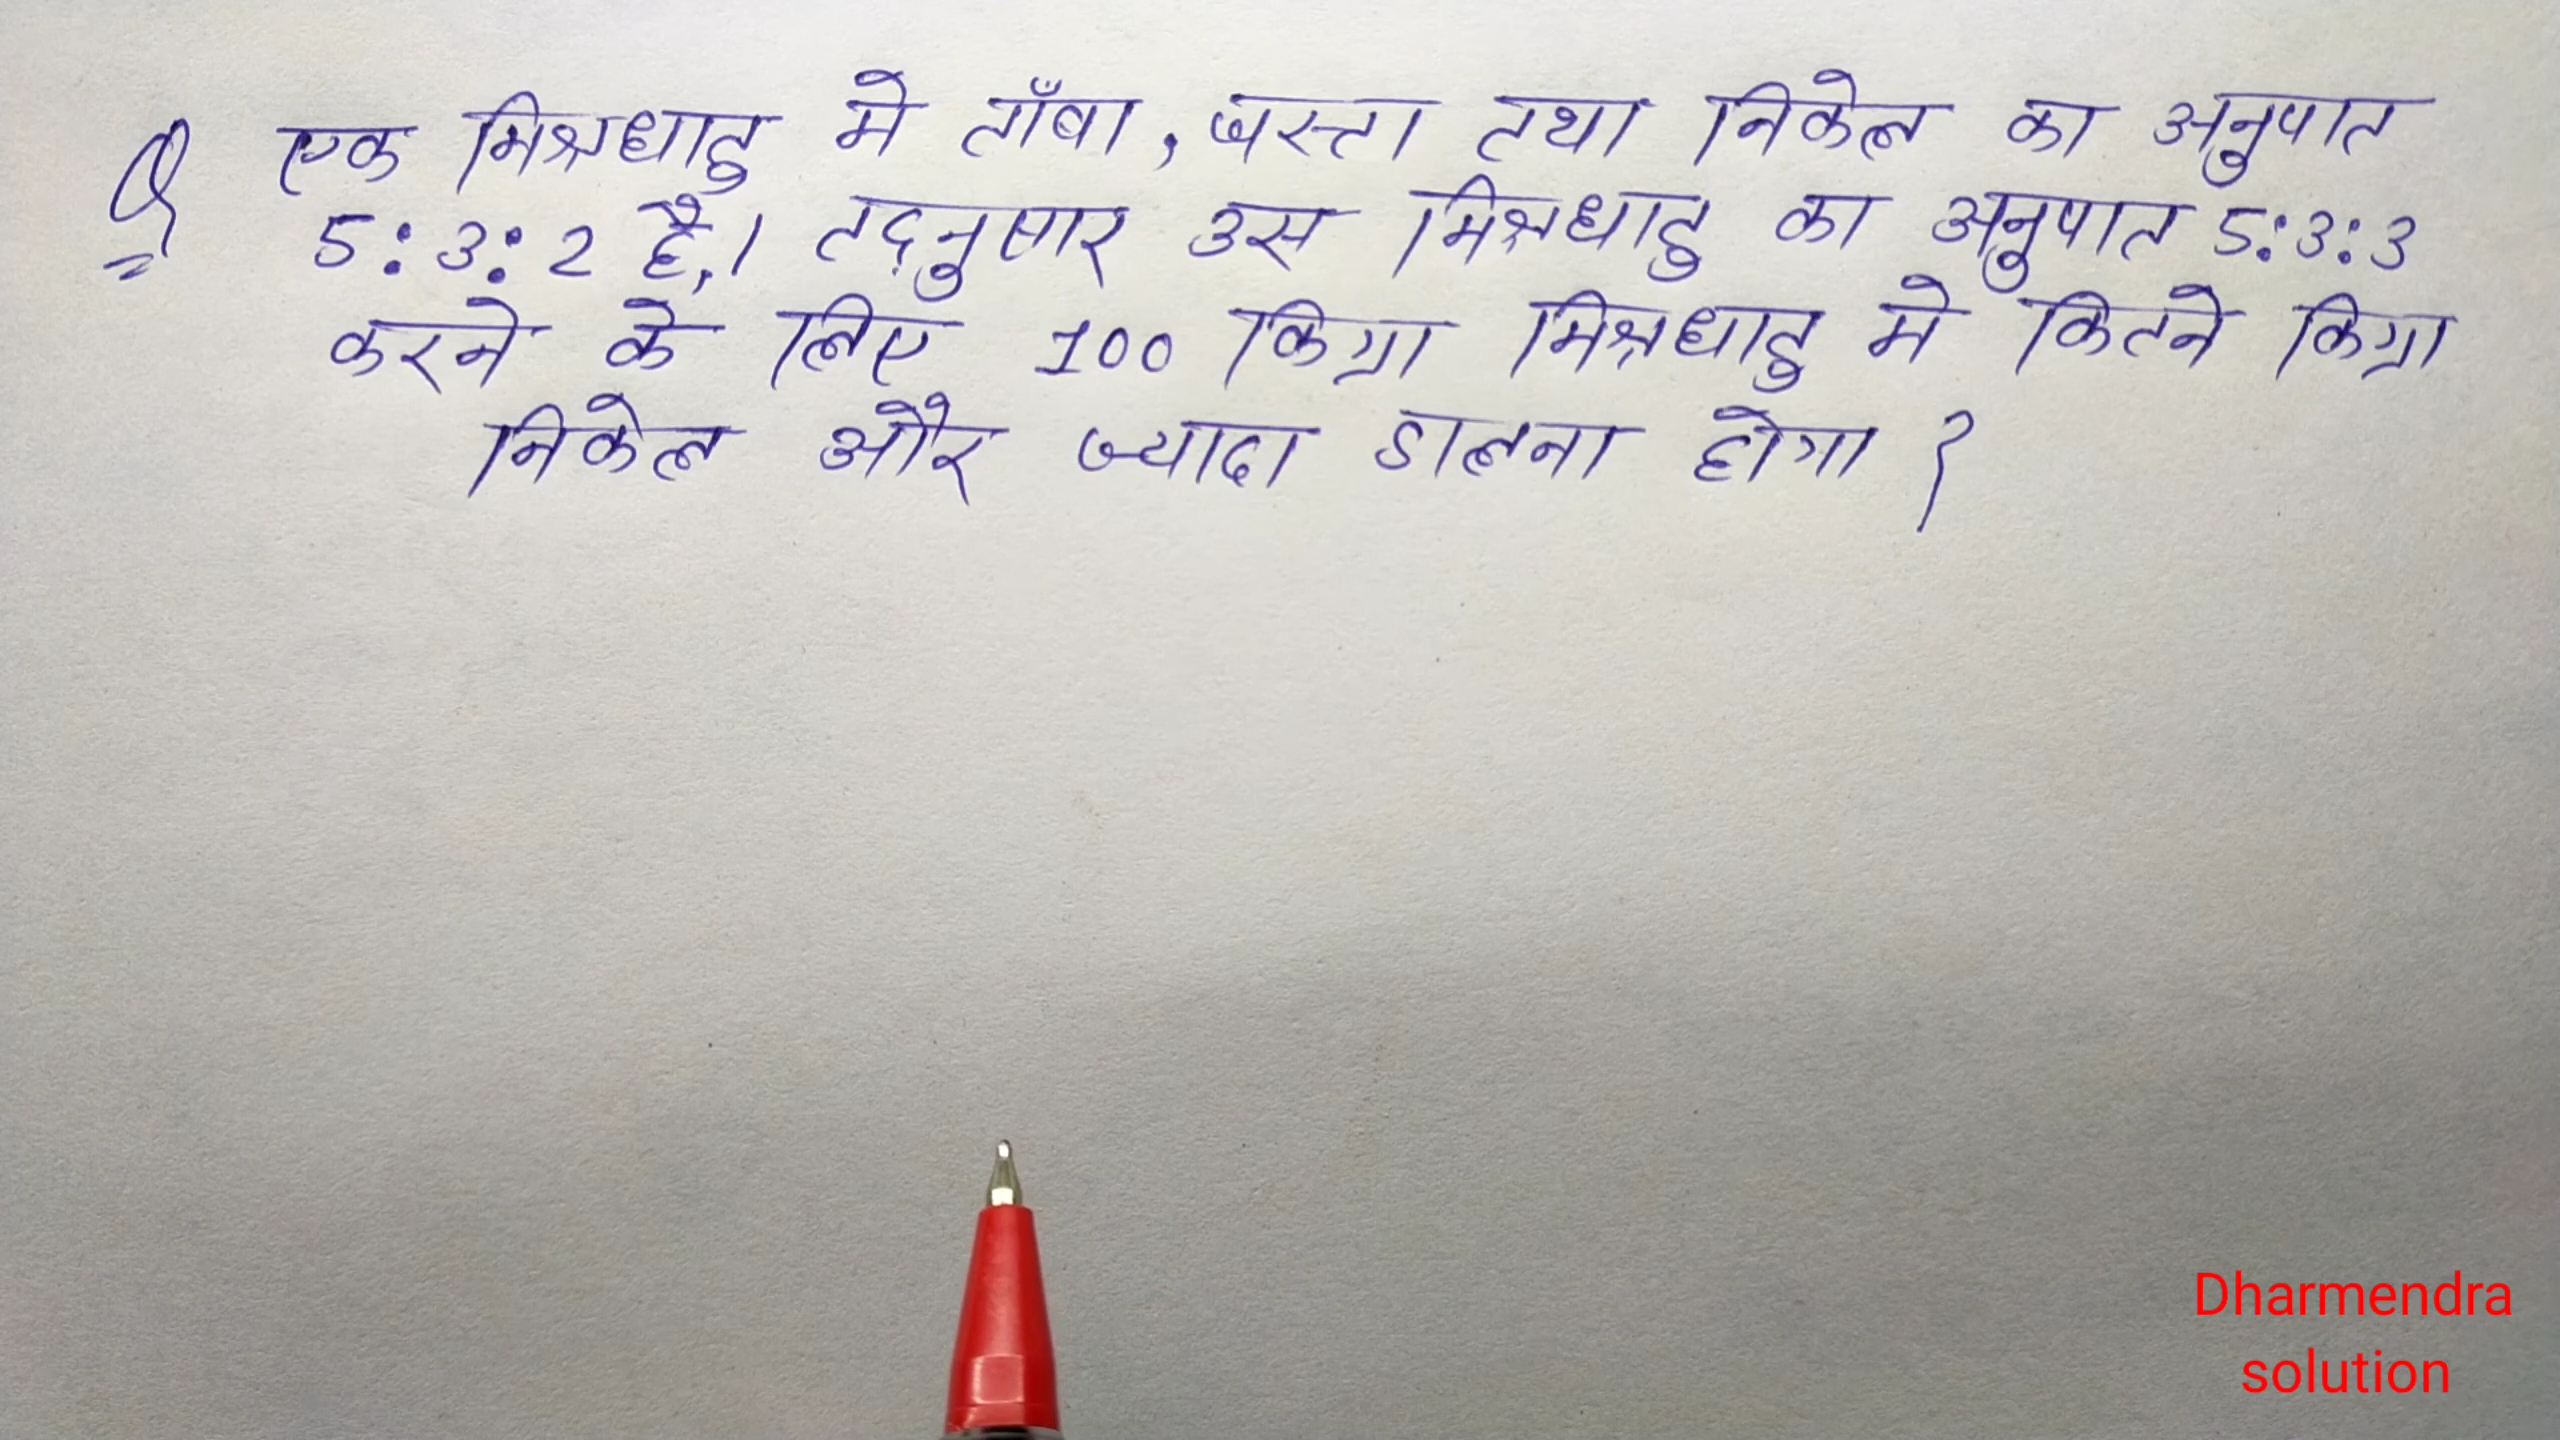 Q एक मिश्रधातु मे ताँबा, जस्ता तथा निकेल का अनुपात
5:3:2 है,। तद्नुसार उस मिश्रधातु का अनुपात 5:3:3
करने के लिए 100 किग्रा मिश्रधातु मे कितने किग्रा
निकेल और ज्यादा डालना होगा ?
Dharmendra
solution